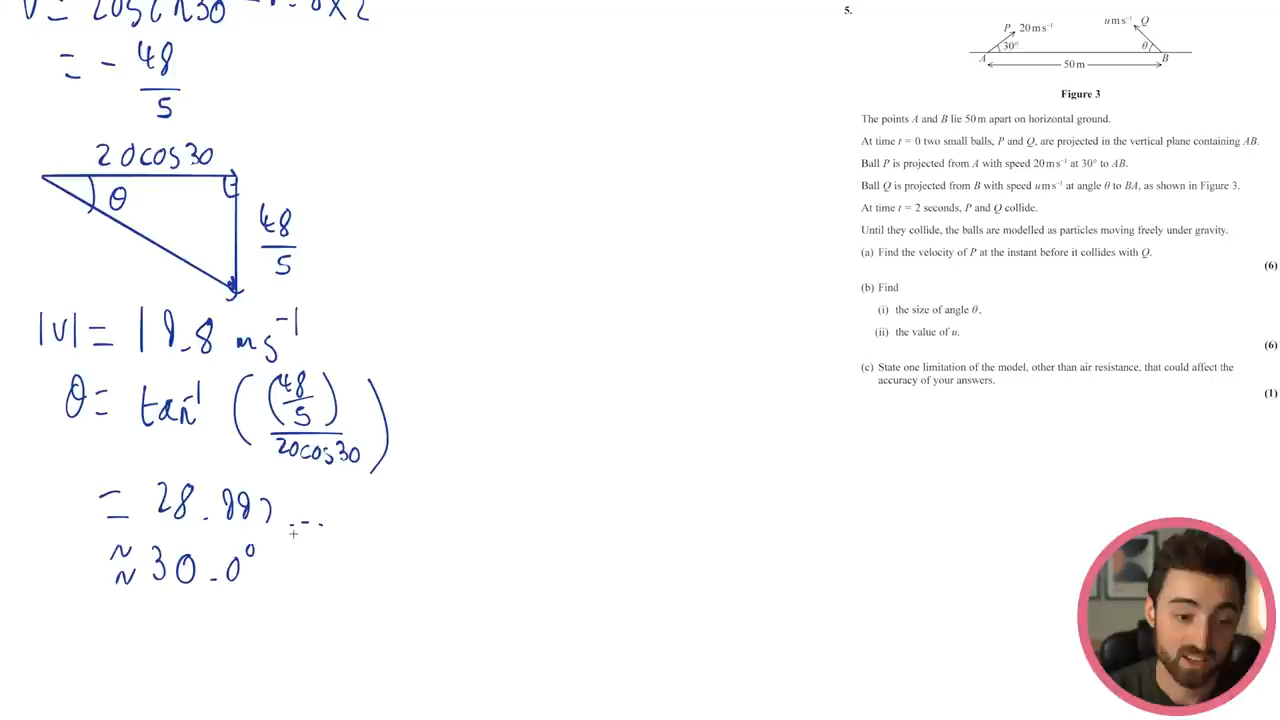 V = 20sin30 - 9.8x2
= - 48/5
20cos30
θ
48/5
|V| = 19.8 ms⁻¹
θ = tan⁻¹ ((48/5)/20cos30)
= 28.997...
≈ 30.0°
5.
P 20 m s⁻¹ u m s⁻¹ Q
30° θ
A B
50 m
Figure 3
The points A and B lie 50 m apart on horizontal ground.
At time t = 0 two small balls, P and Q, are projected in the vertical plane containing AB.
Ball P is projected from A with speed 20 m s⁻¹ at 30° to AB.
Ball Q is projected from B with speed u m s⁻¹ at angle θ to BA, as shown in Figure 3.
At time t = 2 seconds, P and Q collide.
Until they collide, the balls are modelled as particles moving freely under gravity.
(a) Find the velocity of P at the instant before it collides with Q.
(6)
(b) Find
(i) the size of angle θ,
(ii) the value of u.
(6)
(c) State one limitation of the model, other than air resistance, that could affect the
accuracy of your answers.
(1)